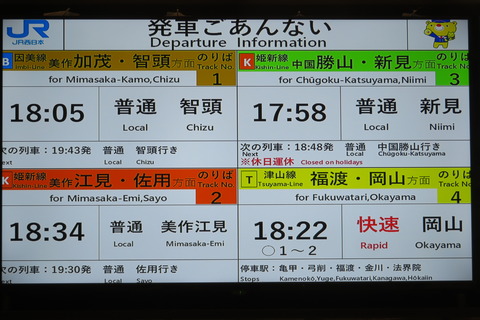 JR
JR西日本
発車ごあんない
Departure Information
B 因美線 美作加茂・智頭方面 のりば 1
Inbi-Line Track No.
for Mimasaka-Kamo,Chizu
18:05 普通 智頭
Local Chizu
次の列車：19:43発 普通 智頭行き
Next Local Chizu
K 姫新線 中国勝山・新見方面 のりば 3
Kishin-Line Track No.
for Chūgoku-Katsuyama,Niimi
17:58 普通 新見
Local Niimi
次の列車：18:48発 普通 中国勝山行き
Next Local Chūgoku-Katsuyama
※休日運休 Closed on holidays
K 姫新線 美作江見・佐用方面 のりば 2
Kishin-Line Track No.
for Mimasaka-Emi,Sayo
18:34 普通 美作江見
Local Mimasaka-Emi
次の列車：19:30発 普通 佐用行き
Next Local Sayo
T 津山線 福渡・岡山方面 のりば 4
Tsuyama-Line Track No.
for Fukuwatari,Okayama
18:22 快速 岡山
○1～2 Rapid Okayama
停車駅：亀甲・弓削・福渡・金川・法界院
Stops Kamenokō,Yuge,Fukuwatari,Kanagawa,Hōkaiin